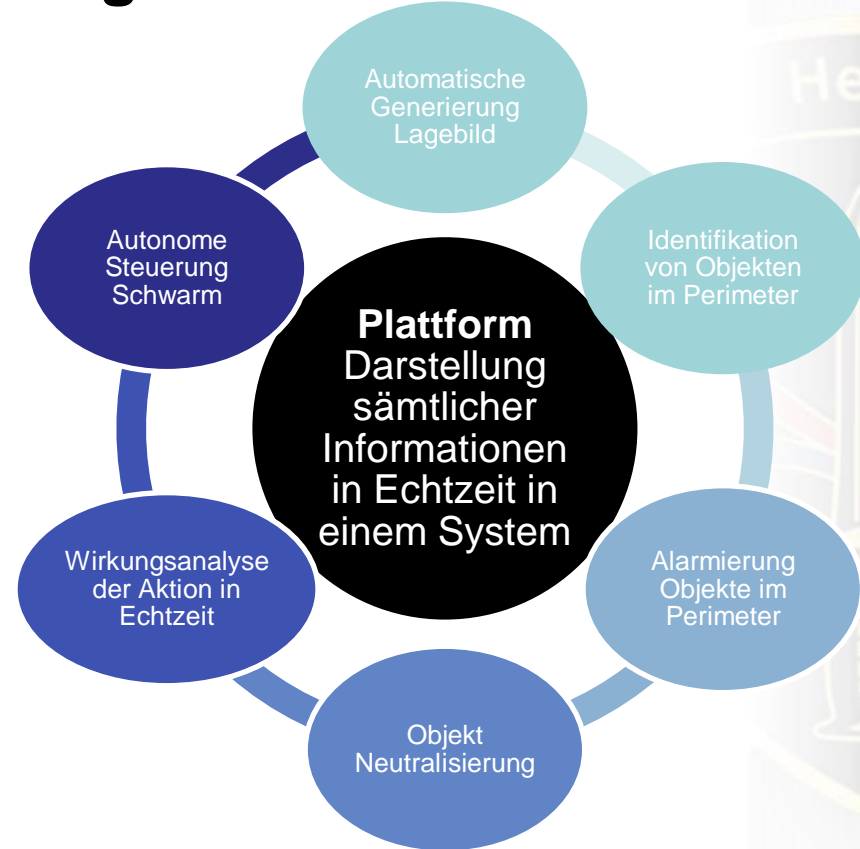 g
Automatische
Generierung
Lagebild
Identifikation
von Objekten
im Perimeter
Alarmierung
Objekte im
Perimeter
Objekt
Neutralisierung
Wirkungsanalyse
der Aktion in
Echtzeit
Autonome
Steuerung
Schwarm
Plattform
Darstellung
sämtlicher
Informationen
in Echtzeit in
einem System
He